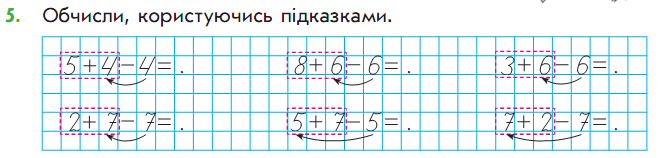 5. Обчисли, користуючись підказками.
5+4-4= . 8+6-6= . 3+6-6= .
2+7-7= . 5+7-5= . 7+2-7= .